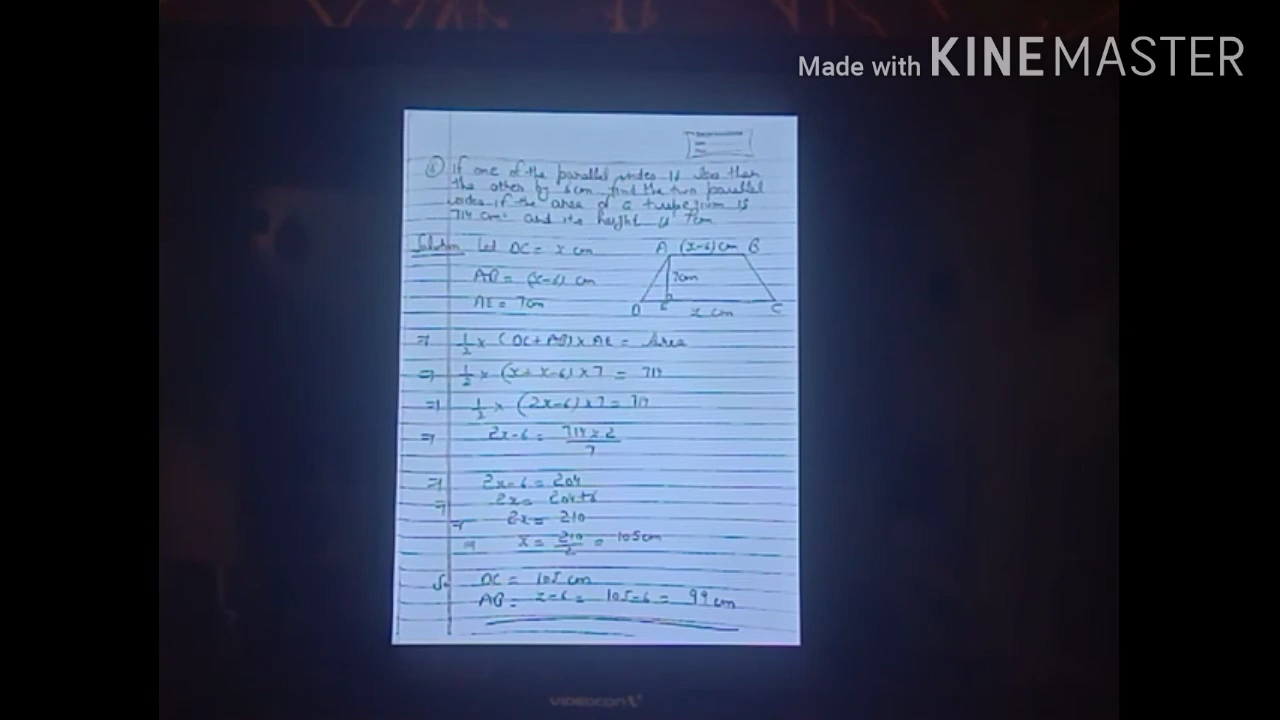 Made with KINEMASTER
If one of the parallel sides is less than
the other by 6cm find the two parallel
sides if the area of a trapezium is
714 cm² and its height is 7cm
Solution Let DC = x cm
A (x-6) cm B
AB = (x-6) cm
7cm
AE = 7cm
D E x cm C
⇒ 1/2 × (DC + AB) × AE = Area
⇒ 1/2 × (x + x-6) × 7 = 714
⇒ 1/2 × (2x-6) × 7 = 714
⇒ 2x-6 = 714 × 2 / 7
⇒ 2x-6 = 204
⇒ 2x = 204+6
⇒ 2x = 210
⇒ x = 210/2 = 105cm
So DC = 105 cm
AB = x-6 = 105-6 = 99 cm
VIDEOCON